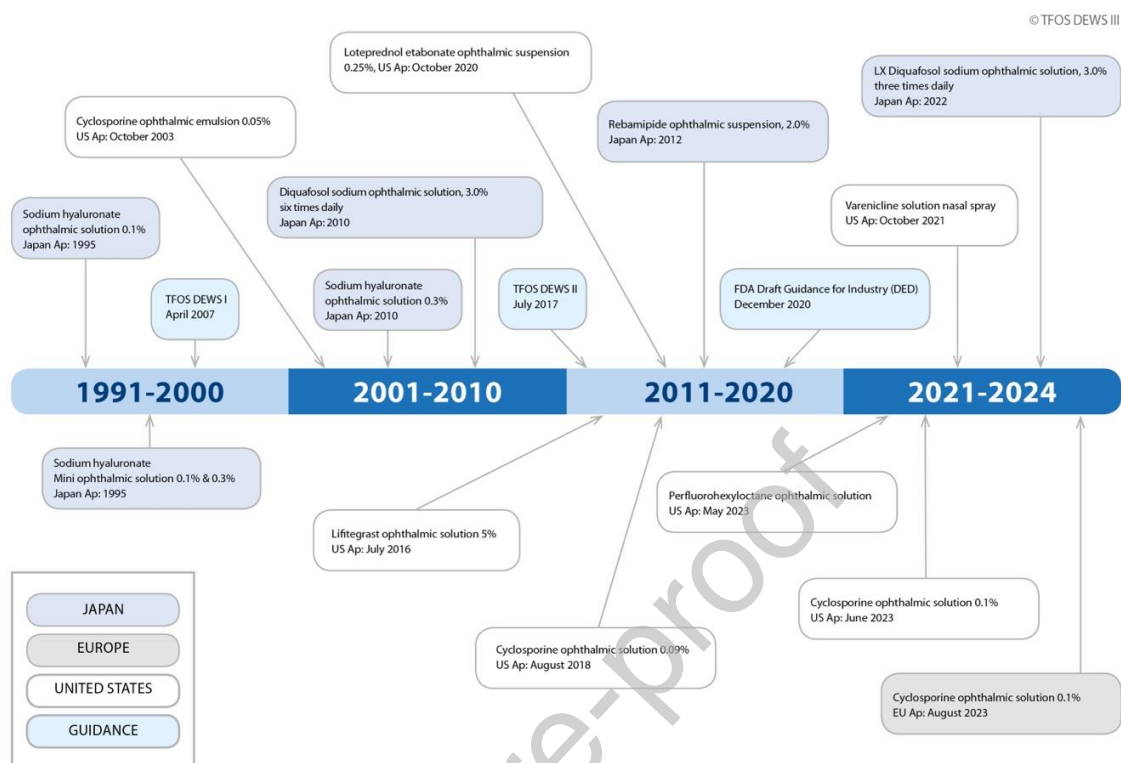 © TFOS DEWS III
Loteprednol etabonate ophthalmic suspension
0.25%, US Ap: October 2020
LX Diquafosol sodium ophthalmic solution, 3.0%
three times daily
Japan Ap: 2022
Cyclosporine ophthalmic emulsion 0.05%
US Ap: October 2003
Rebamipide ophthalmic suspension, 2.0%
Japan Ap: 2012
Diquafosol sodium ophthalmic solution, 3.0%
six times daily
Japan Ap: 2010
Varenicline solution nasal spray
US Ap: October 2021
Sodium hyaluronate
ophthalmic solution 0.1%
Japan Ap: 1995
TFOS DEWS I
April 2007
Sodium hyaluronate
ophthalmic solution 0.3%
Japan Ap: 2010
TFOS DEWS II
July 2017
FDA Draft Guidance for Industry (DED)
December 2020
1991-2000
2001-2010
2011-2020
2021-2024
Sodium hyaluronate
Mini ophthalmic solution 0.1% & 0.3%
Japan Ap: 1995
Lifitegrast ophthalmic solution 5%
US Ap: July 2016
Perfluorohexyloctane ophthalmic solution
US Ap: May 2023
Cyclosporine ophthalmic solution 0.1%
US Ap: June 2023
Cyclosporine ophthalmic solution 0.09%
US Ap: August 2018
Cyclosporine ophthalmic solution 0.1%
EU Ap: August 2023
JAPAN
EUROPE
UNITED STATES
GUIDANCE
re-proof